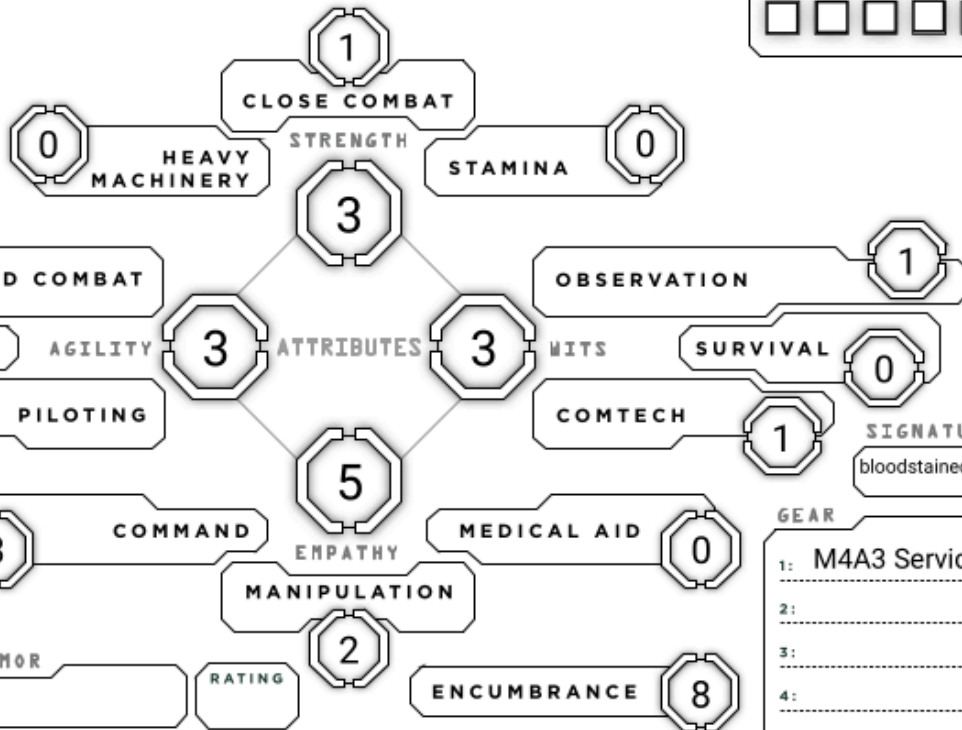 1
CLOSE COMBAT
0
HEAVY
MACHINERY
STRENGTH
STAMINA
0
3
D COMBAT
OBSERVATION
1
AGILITY
3
ATTRIBUTES
3
WITS
SURVIVAL
0
PILOTING
COMTECH
1
SIGNATU
bloodstaine
5
COMMAND
EMPATHY
MEDICAL AID
0
GEAR
1: M4A3 Servic
2:
3:
4:
MANIPULATION
2
MOR
RATING
ENCUMBRANCE
8